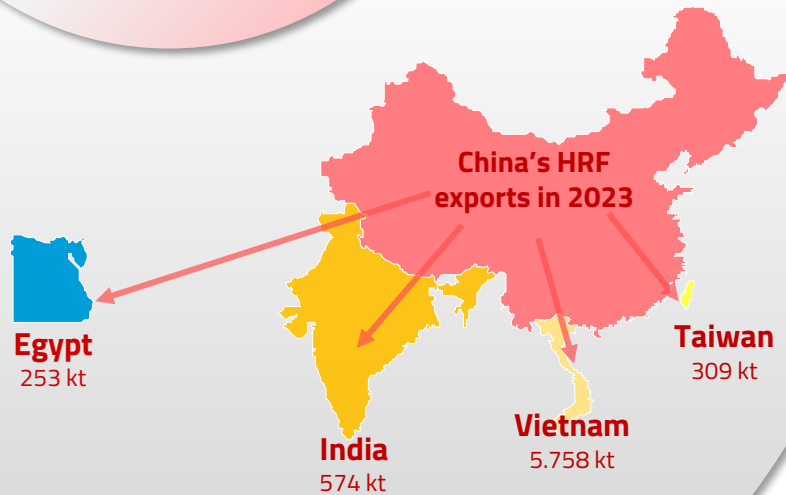 China's HRF
exports in 2023
Egypt
253 kt
India
574 kt
Vietnam
5.758 kt
Taiwan
309 kt